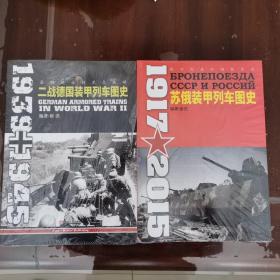 二战德国装甲列车图史
GERMAN ARMORED TRAINS
IN WORLD WAR II
1939
1945
БРОНЕПОЕЗДА
СССР И РОССИЙ
苏俄装甲列车图史
1917
2015